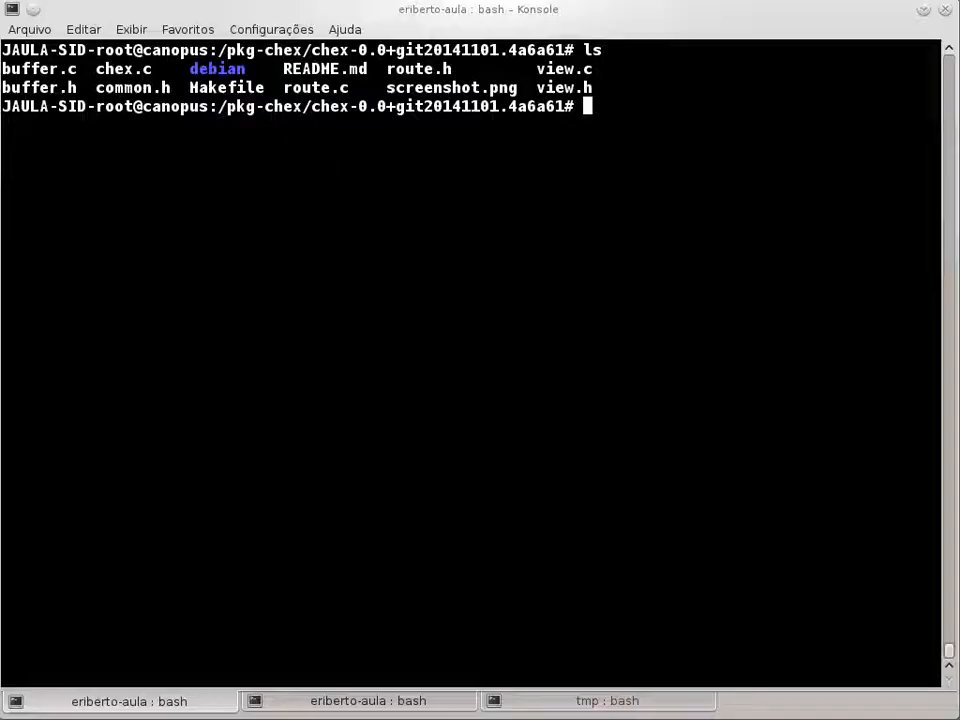 eriberto-aula : bash – Konsole
Arquivo Editar Exibir Favoritos Configurações Ajuda
JAULA-SID-root@canopus:/pkg-chex/chex-0.0+git20141101.4a6a61# ls
buffer.c chex.c debian README.md route.h view.c
buffer.h common.h Makefile route.c screenshot.png view.h
JAULA-SID-root@canopus:/pkg-chex/chex-0.0+git20141101.4a6a61#
eriberto-aula : bash eriberto-aula : bash tmp : bash